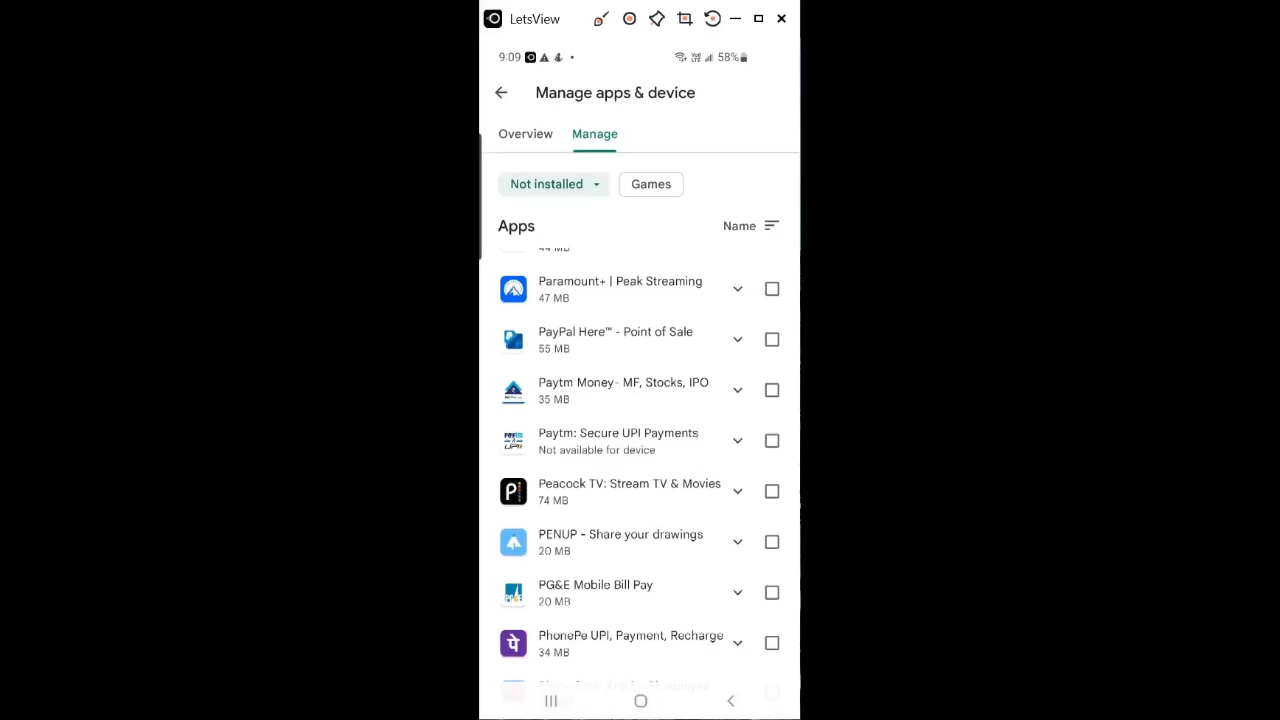 LetsView
9:09
58%
Manage apps & device
Overview
Manage
Not installed
Games
Apps
Name
44 MB
Paramount+ | Peak Streaming
47 MB
PayPal Here™ - Point of Sale
55 MB
Paytm Money- MF, Stocks, IPO
35 MB
Paytm: Secure UPI Payments
Not available for device
Peacock TV: Stream TV & Movies
74 MB
PENUP - Share your drawings
20 MB
PG&E Mobile Bill Pay
20 MB
पे
PhonePe UPI, Payment, Recharge
34 MB